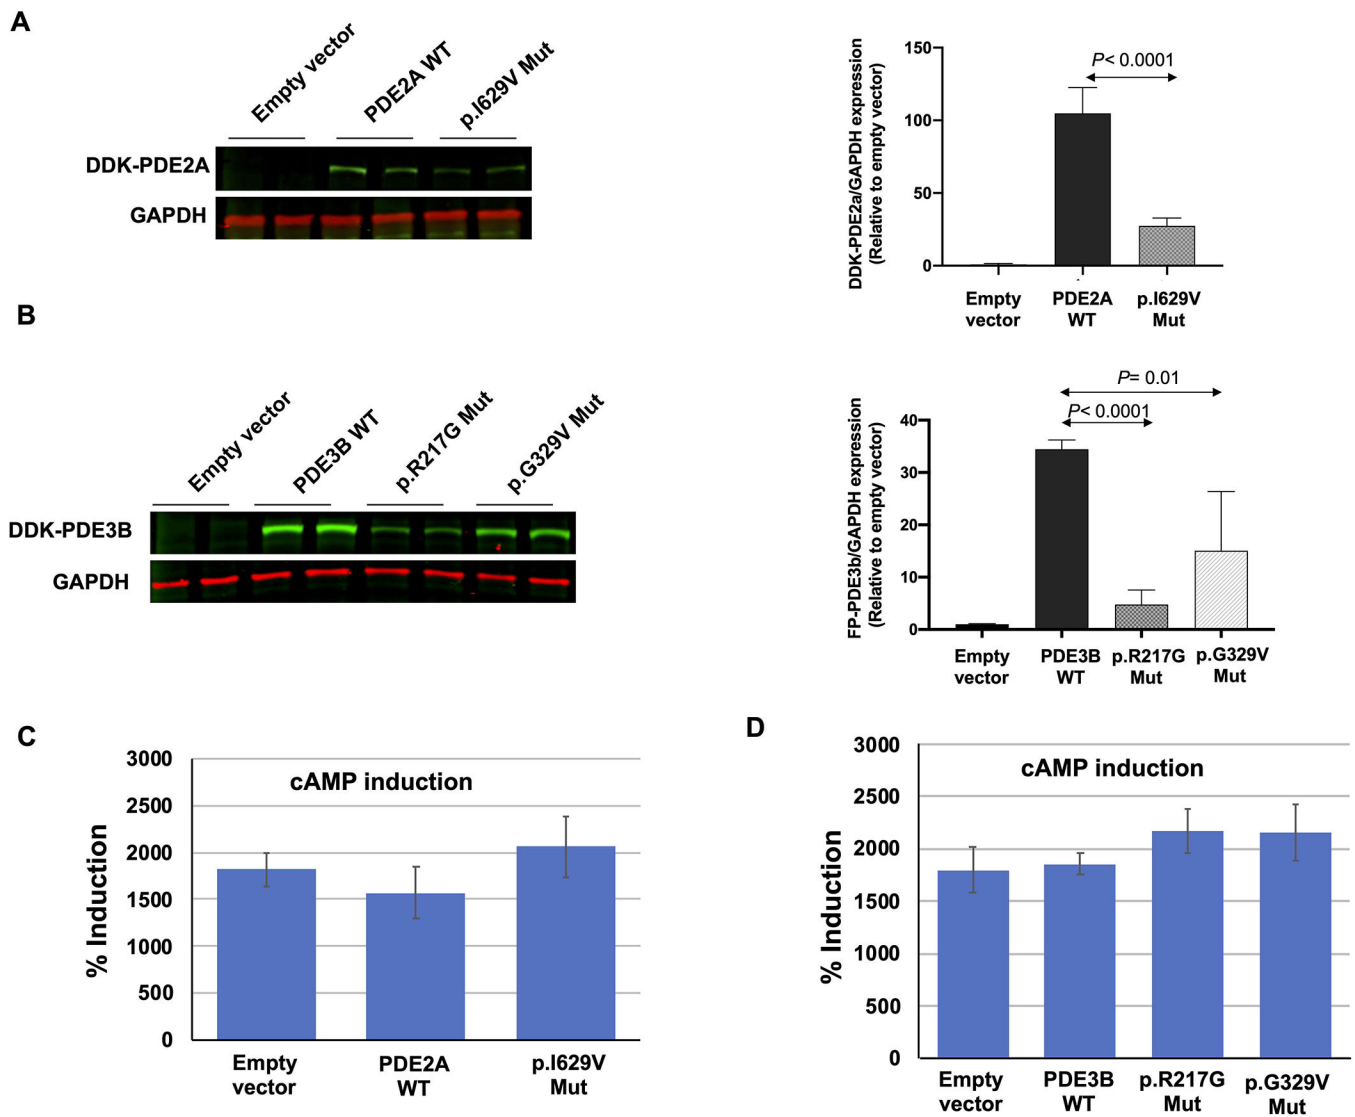 A
Empty vector
PDE2A WT
p.I629V Mut
DDK-PDE2A
GAPDH
DDK-PDE2a/GAPDH expression
(Relative to empty vector)
150
100
50
0
P< 0.0001
Empty
vector
PDE2A
WT
p.I629V
Mut
B
Empty vector
PDE3B WT
p.R217G Mut
p.G329V Mut
DDK-PDE3B
GAPDH
FP-PDE3b/GAPDH expression
(Relative to empty vector)
40
30
20
10
0
P= 0.01
P< 0.0001
Empty
vector
PDE3B
WT
p.R217G
Mut
p.G329V
Mut
C
cAMP induction
% Induction
3000
2500
2000
1500
1000
500
0
Empty
vector
PDE2A
WT
p.I629V
Mut
D
cAMP induction
% Induction
3000
2500
2000
1500
1000
500
0
Empty
vector
PDE3B
WT
p.R217G
Mut
p.G329V
Mut